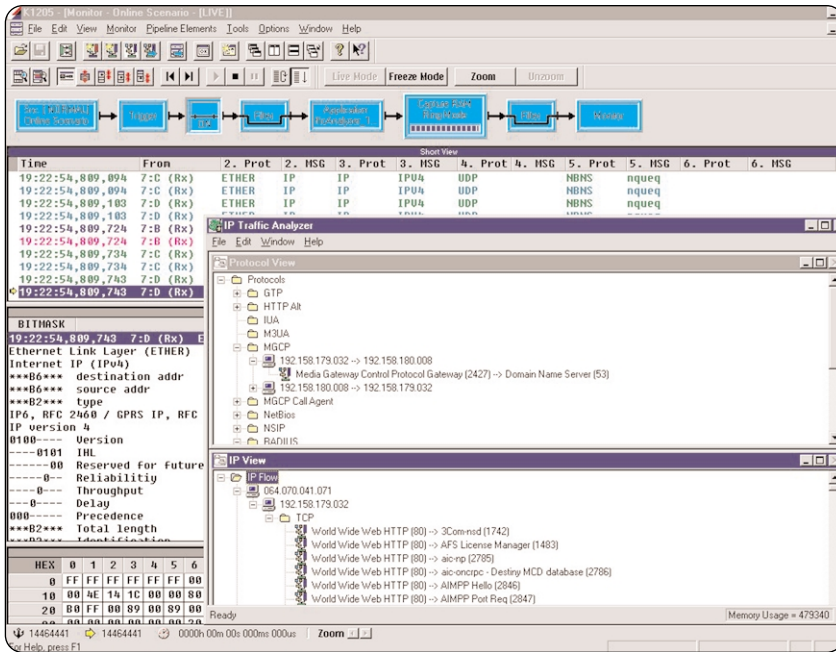 K1205 - [Monitor - Online Scenario - [LIVE]]
File Edit View Monitor Pipeline Elements Tools Options Window Help
Live Mode Freeze Mode Zoom Unzoom
Online Scenario Trigger Filter Filter Monitor
Short View
Time From 2. Prot 2. MSG 3. Prot 3. MSG 4. Prot 4. MSG 5. Prot 5. MSG 6. Prot 6. MSG
19:22:54,809,094 7:C (Rx) ETHER IP IP IPV4 UDP NBNS nqueq
19:22:54,809,094 7:C (Rx) ETHER IP IP IPV4 UDP NBNS nqueq
19:22:54,809,103 7:D (Rx) ETHER IP IP IPV4 UDP NBNS nqueq
19:22:54,809,103 7:D (Rx)
19:22:54,809,724 7:B (Rx)
19:22:54,809,724 7:B (Rx)
19:22:54,809,734 7:C (Rx)
19:22:54,809,734 7:C (Rx)
19:22:54,809,743 7:D (Rx)
19:22:54,809,743 7:D (Rx)
BITMASK
19:22:54,809,743 7:D (Rx) E
Ethernet Link Layer (ETHER)
Internet IP (IPv4)
***B6*** destination addr
***B6*** source addr
***B2*** type
IP6, RFC 2460 / GPRS IP, RFC
IP version 4
0100---- Version
----0101 IHL
------00 Reserved for future
-----0-- Reliabilitiy
----0--- Throughput
---0---- Delay
000----- Precedence
***B2*** Total length
HEX 0 1 2 3 4 5 6
0 FF FF FF FF FF FF 00
10 00 4E 14 1C 00 00 80
20 B0 FF 00 89 00 89 00
IP Traffic Analyzer
File Edit Window Help
Protocol View
Protocols
GTP
HTTP Alt
IUA
M3UA
MGCP
192.158.179.032 --> 192.158.180.008
Media Gateway Control Protocol Gateway (2427) --> Domain Name Server (53)
192.158.180.008 --> 192.158.179.032
MGCP Call Agent
NetBios
NSIP
RADIUS
IP View
IP Flow
064.070.041.071
192.158.179.032
TCP
World Wide Web HTTP (80) --> 3Com-nsd (1742)
World Wide Web HTTP (80) --> AFS License Manager (1483)
World Wide Web HTTP (80) --> aic-np (2785)
World Wide Web HTTP (80) --> aic-oncrpc - Destiny MCD database (2786)
World Wide Web HTTP (80) --> AIMPP Hello (2846)
World Wide Web HTTP (80) --> AIMPP Port Req (2847)
Ready Memory Usage = 479340
14464441 14464441 0000h 00m 00s 000ms 000us Zoom
For Help, press F1